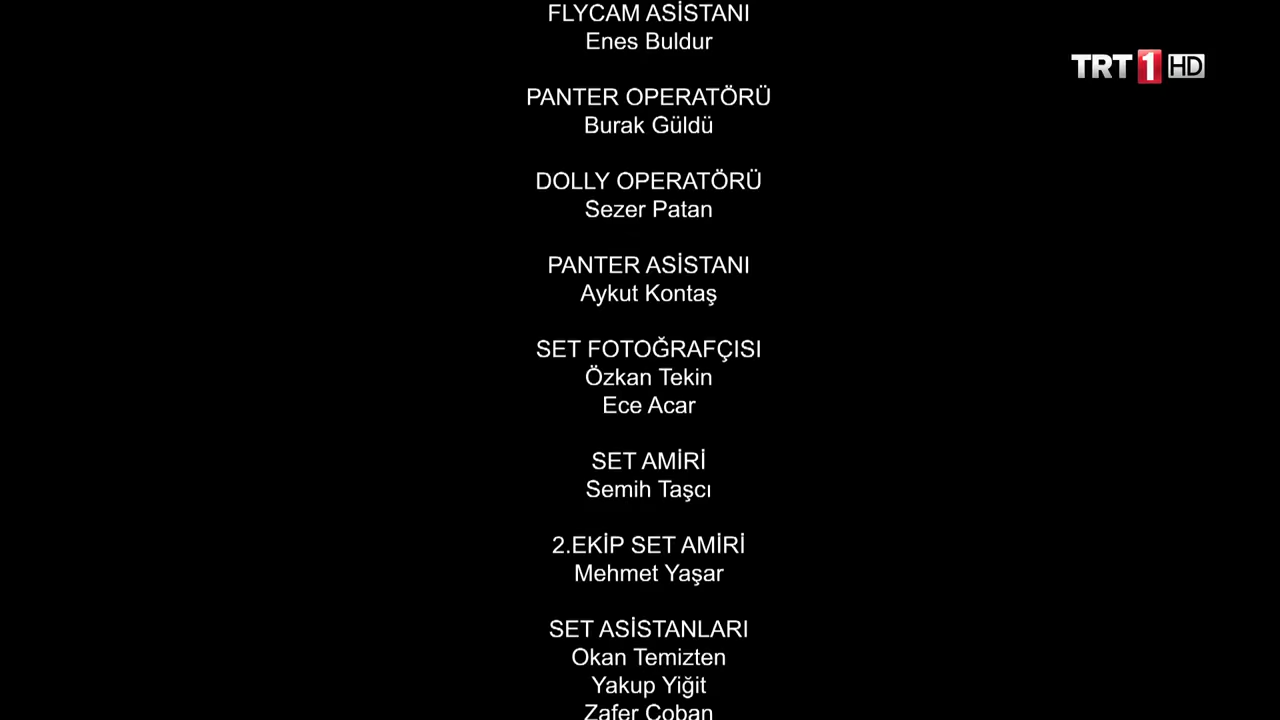 FLYCAM ASİSTANI
Enes Buldur
TRT 1 HD
PANTER OPERATÖRÜ
Burak Güldü
DOLLY OPERATÖRÜ
Sezer Patan
PANTER ASİSTANI
Aykut Kontaş
SET FOTOĞRAFÇISI
Özkan Tekin
Ece Acar
SET AMİRİ
Semih Taşcı
2.EKİP SET AMİRİ
Mehmet Yaşar
SET ASİSTANLARI
Okan Temizten
Yakup Yiğit
Zafer